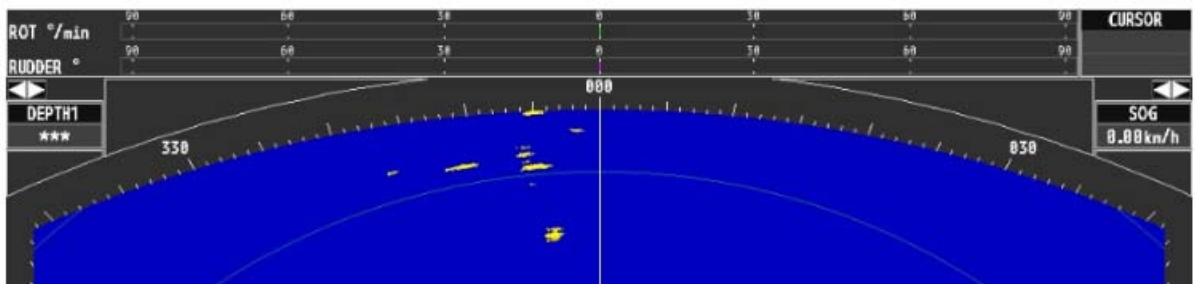 90 60 30 0 30 60 90
ROT °/min
CURSOR
90 60 30 0 30 60 90
RUDDER °
000
DEPTH1
***
SOG
0.00km/h
330
030